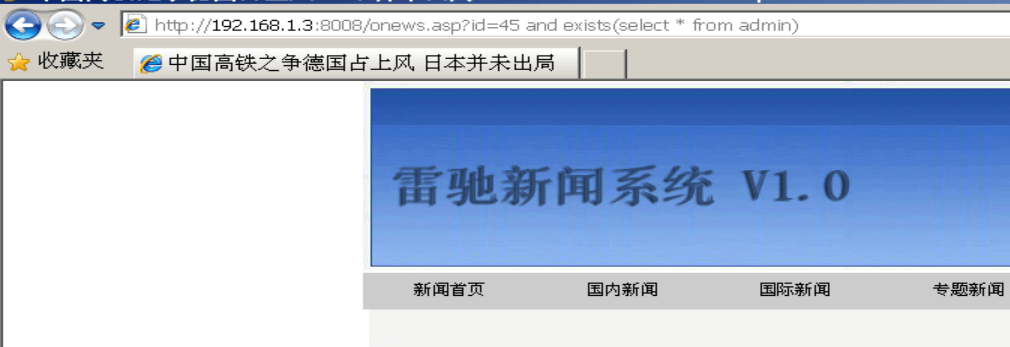 http://192.168.1.3:8008/onews.asp?id=45 and exists(select * from admin)
收藏夹
中国高铁之争德国占上风 日本并未出局
雷驰新闻系统 V1.0
新闻首页 国内新闻 国际新闻 专题新闻